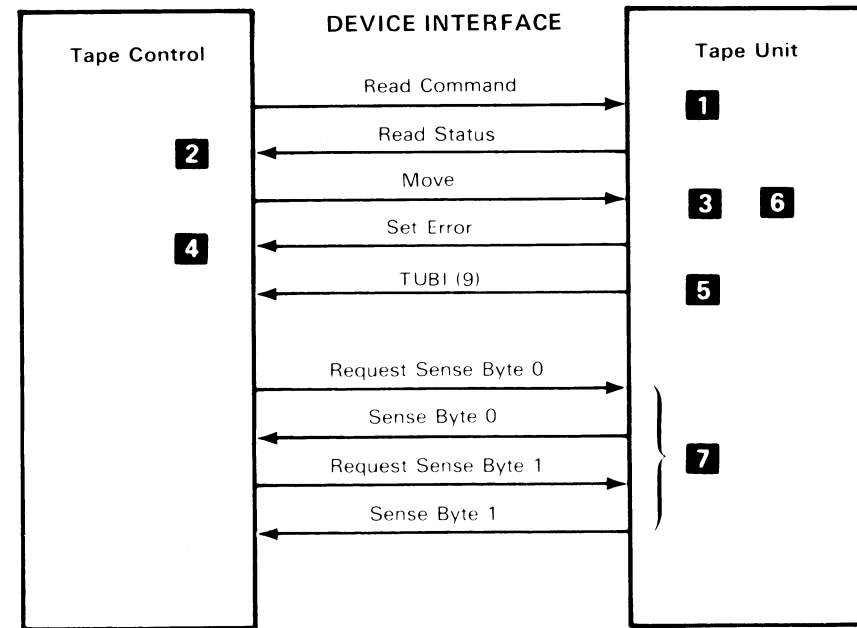 DEVICE INTERFACE
Tape Control
Tape Unit
Read Command
1
Read Status
2
Move
3 6
Set Error
4
TUBI (9)
5
Request Sense Byte 0
Sense Byte 0
7
Request Sense Byte 1
Sense Byte 1